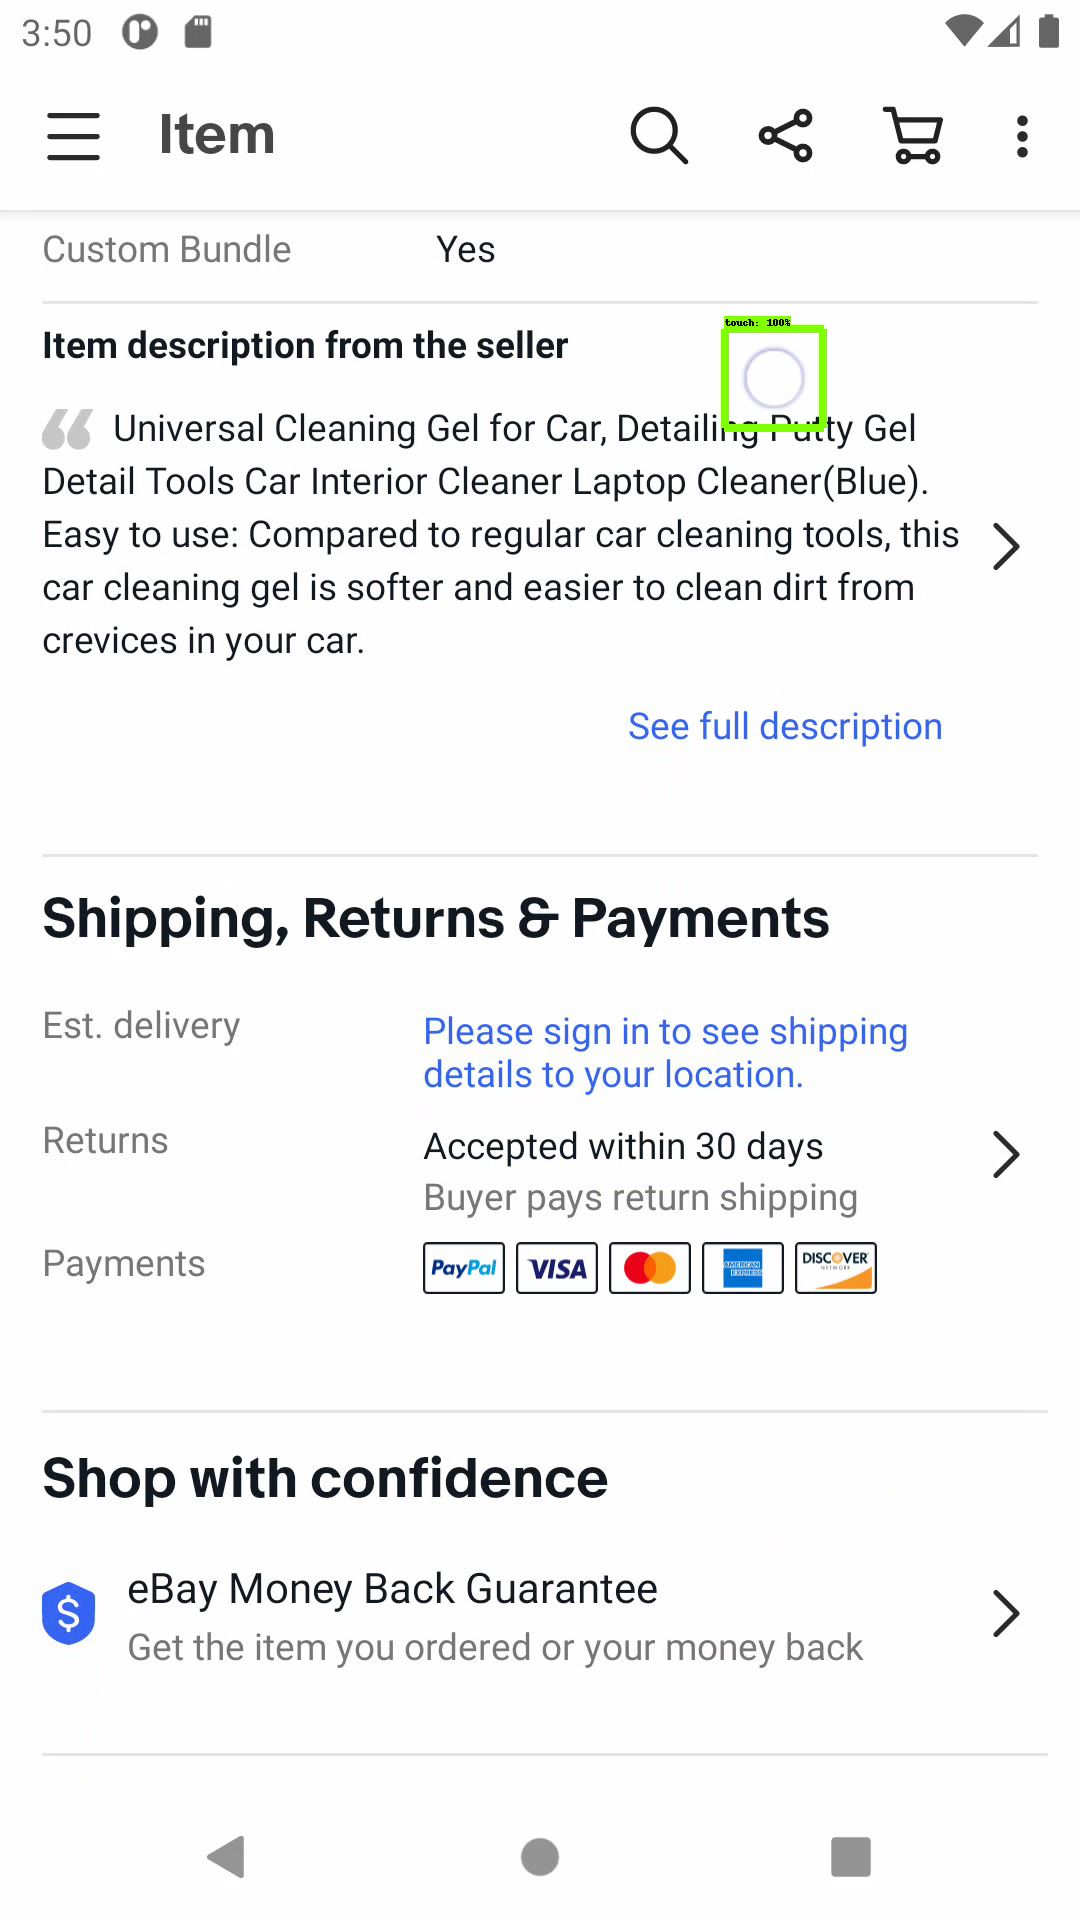 3:50
Item
Custom Bundle Yes
touch: 100%
Item description from the seller
Universal Cleaning Gel for Car, Detailing Putty Gel
Detail Tools Car Interior Cleaner Laptop Cleaner(Blue).
Easy to use: Compared to regular car cleaning tools, this
car cleaning gel is softer and easier to clean dirt from
crevices in your car.
See full description
Shipping, Returns & Payments
Est. delivery Please sign in to see shipping
details to your location.
Returns Accepted within 30 days
Buyer pays return shipping
Payments PayPal VISA AMERICAN EXPRESS DISCOVER NETWORK
Shop with confidence
$ eBay Money Back Guarantee
Get the item you ordered or your money back